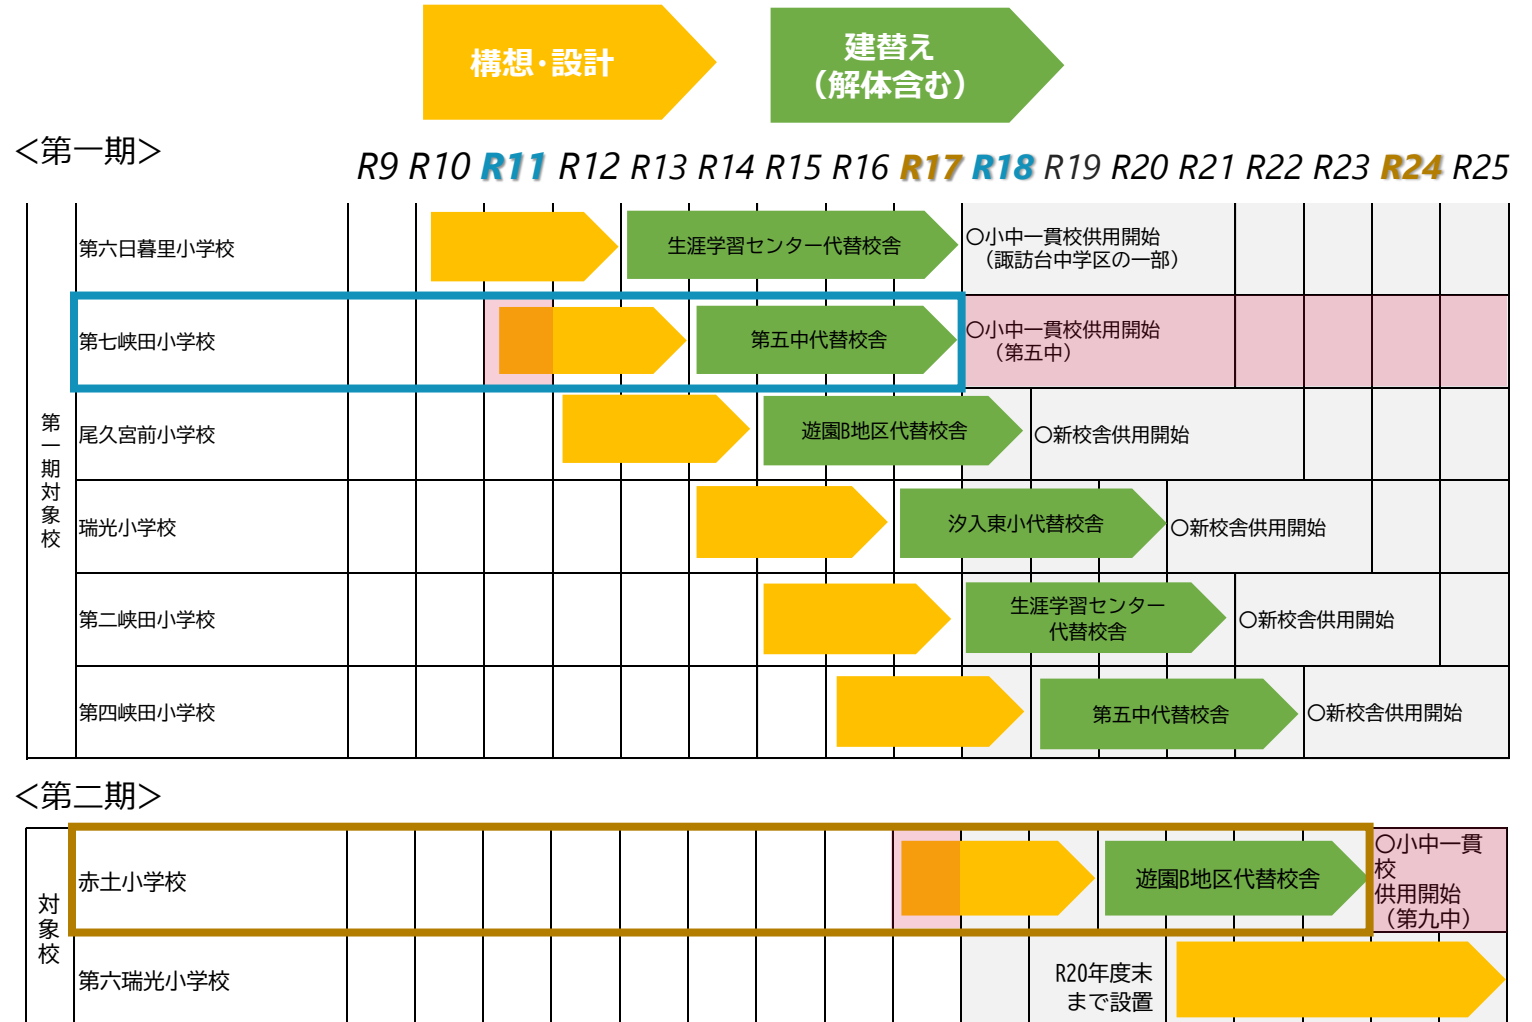 構想・設計
建替え
（解体含む）
＜第一期＞
R9 R10 R11 R12 R13 R14 R15 R16 R17 R18 R19 R20 R21 R22 R23 R24 R25
第一期対象校
第六日暮里小学校
生涯学習センター代替校舎
〇小中一貫校供用開始
（諏訪台中学区の一部）
第七峡田小学校
第五中代替校舎
〇小中一貫校供用開始
（第五中）
尾久宮前小学校
遊園B地区代替校舎
〇新校舎供用開始
瑞光小学校
汐入東小代替校舎
〇新校舎供用開始
第二峡田小学校
生涯学習センター
代替校舎
〇新校舎供用開始
第四峡田小学校
第五中代替校舎
〇新校舎供用開始
＜第二期＞
対象校
赤土小学校
遊園B地区代替校舎
〇小中一貫
校
供用開始
（第九中）
第六瑞光小学校
R20年度末
まで設置